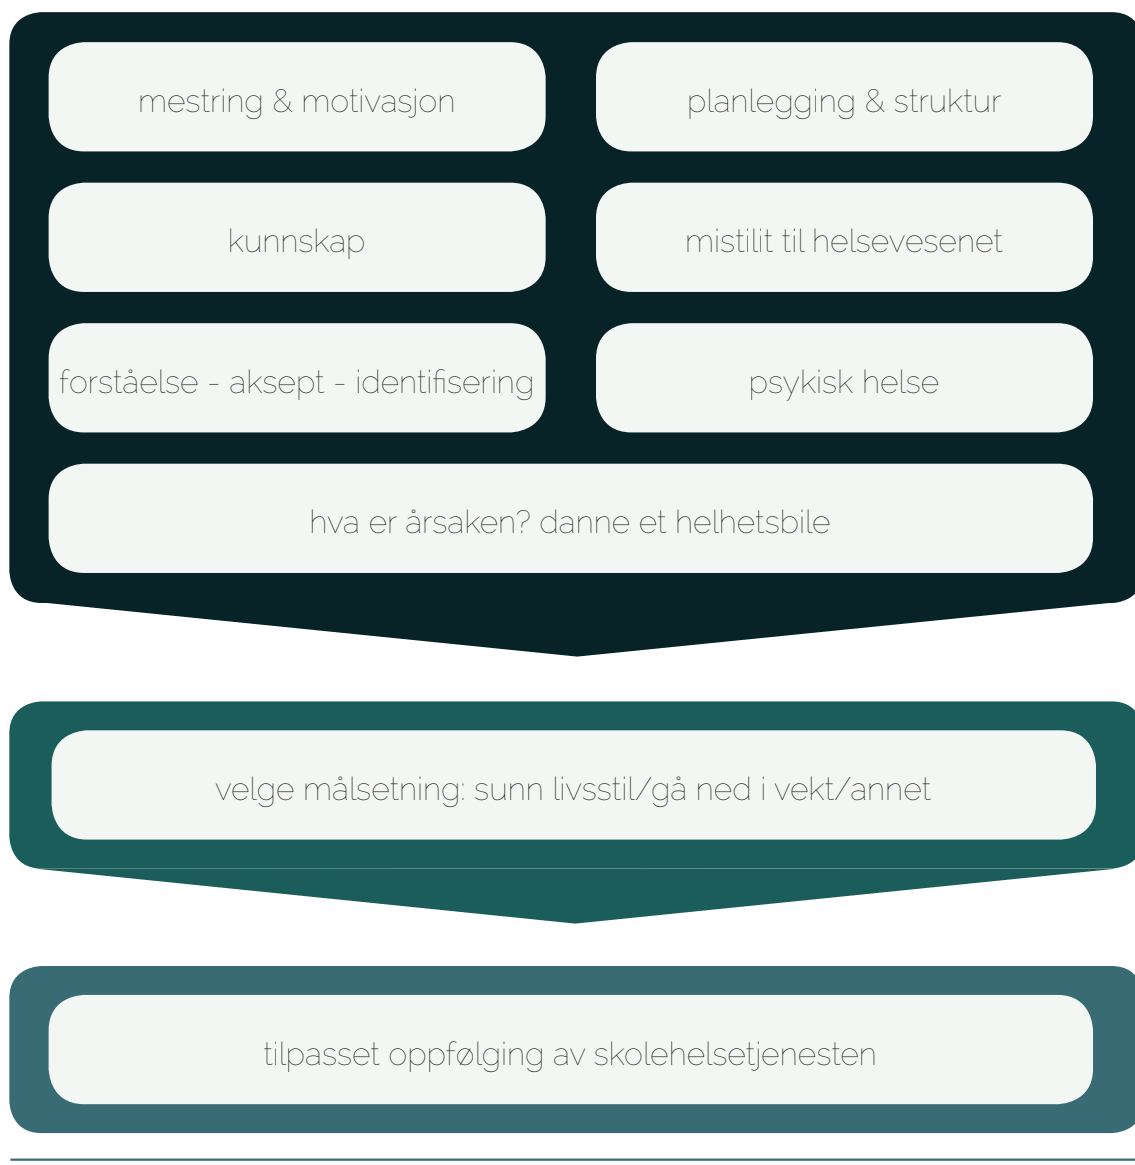 mestring & motivasjon
planlegging & struktur
kunnskap
mistilit til helsevesenet
forståelse - aksept - identifisering
psykisk helse
hva er årsaken? danne et helhetsbile
velge målsetning: sunn livsstil/gå ned i vekt/annet
tilpasset oppfølging av skolehelsetjenesten